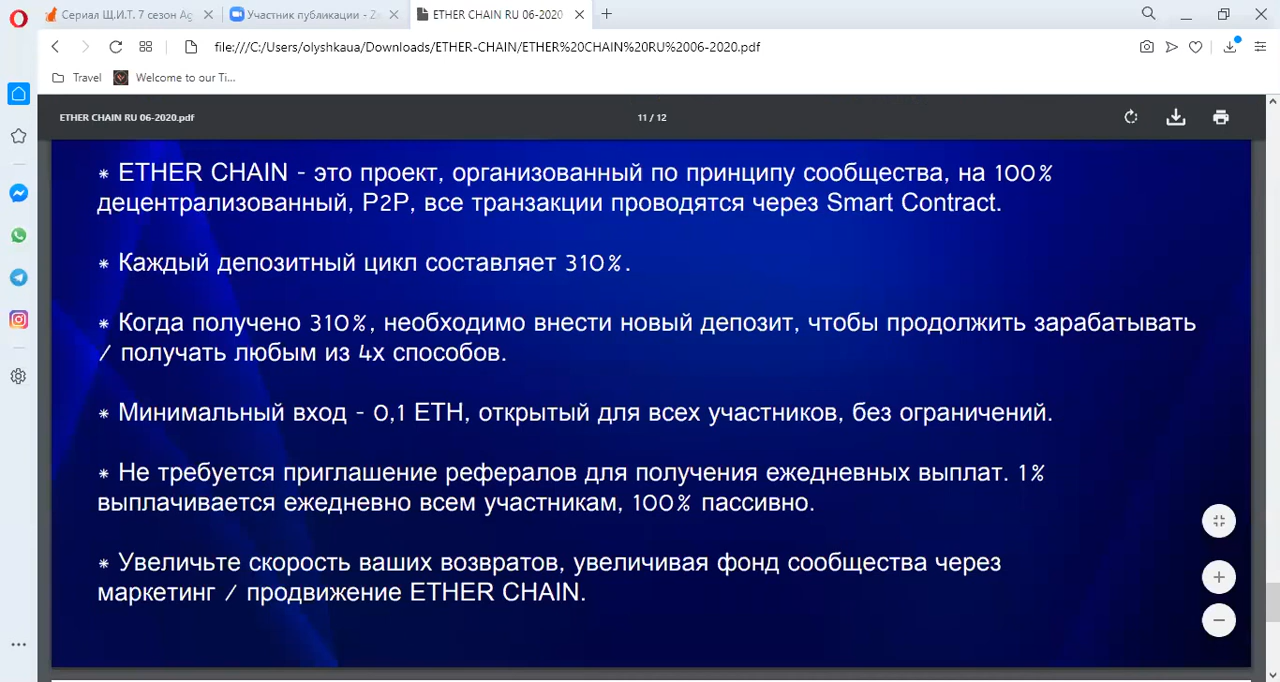 Сериал Щ.И.Т. 7 сезон Ag
Участник публикации - Z
ETHER CHAIN RU 06-2020
file:///C:/Users/olyshkaua/Downloads/ETHER-CHAIN/ETHER%20CHAIN%20RU%2006-2020.pdf
Travel
Welcome to our Ti...
ETHER CHAIN RU 06-2020.pdf
11 / 12
* ETHER CHAIN - это проект, организованный по принципу сообщества, на 100%
децентрализованный, P2P, все транзакции проводятся через Smart Contract.
* Каждый депозитный цикл составляет 310%.
* Когда получено 310%, необходимо внести новый депозит, чтобы продолжить зарабатывать
/ получать любым из 4х способов.
* Минимальный вход - 0,1 ETH, открытый для всех участников, без ограничений.
* Не требуется приглашение рефералов для получения ежедневных выплат. 1%
выплачивается ежедневно всем участникам, 100% пассивно.
* Увеличьте скорость ваших возвратов, увеличивая фонд сообщества через
маркетинг / продвижение ETHER CHAIN.